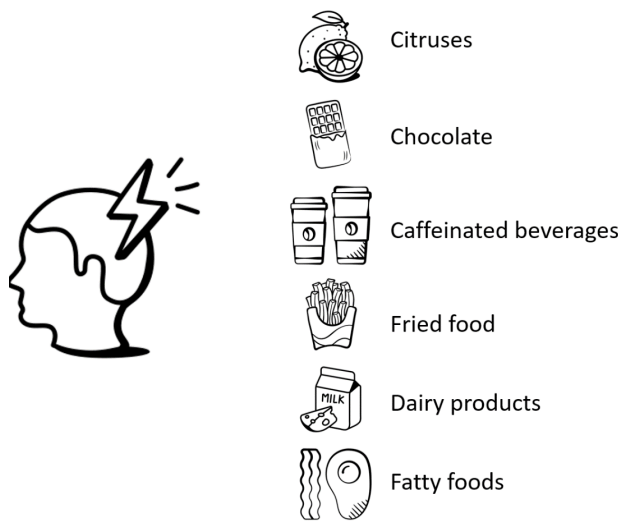 Citruses
Chocolate
Caffeinated beverages
Fried food
MILK
Dairy products
Fatty foods